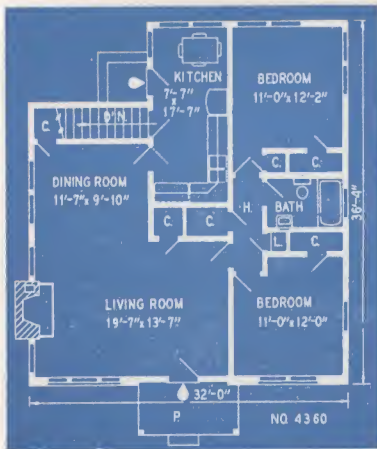 KITCHEN
7'-7"
x
17'-7"
BEDROOM
11'-0"x 12'-2"
C.
D'N.
DINING ROOM
11'-7"x 9'-10"
C.
C.
C.
C.
H.
BATH
L.
C.
36'-4"
LIVING ROOM
19'-7"x 13'-7"
BEDROOM
11'-0"x 12'-0"
32'-0"
P.
NO. 4360